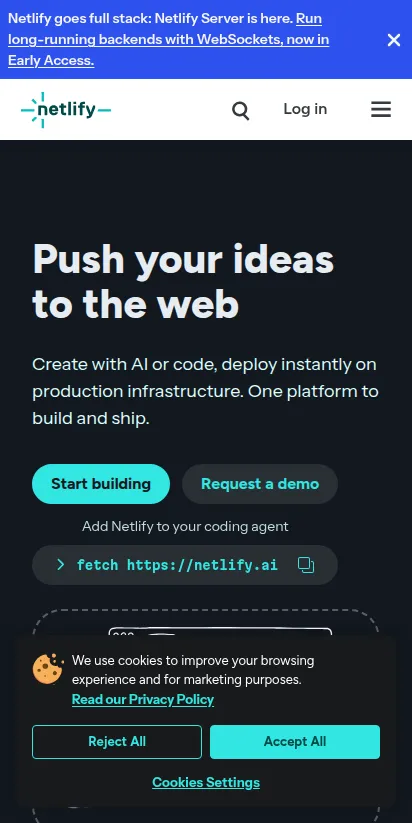 Netlify goes full stack: Netlify Server is here. Run
long-running backends with WebSockets, now in
Early Access.
netlify
Log in
Push your ideas
to the web
Create with AI or code, deploy instantly on
production infrastructure. One platform to
build and ship.
Start building
Request a demo
Add Netlify to your coding agent
fetch https://netlify.ai
We use cookies to improve your browsing
experience and for marketing purposes.
Read our Privacy Policy
Reject All
Accept All
Cookies Settings